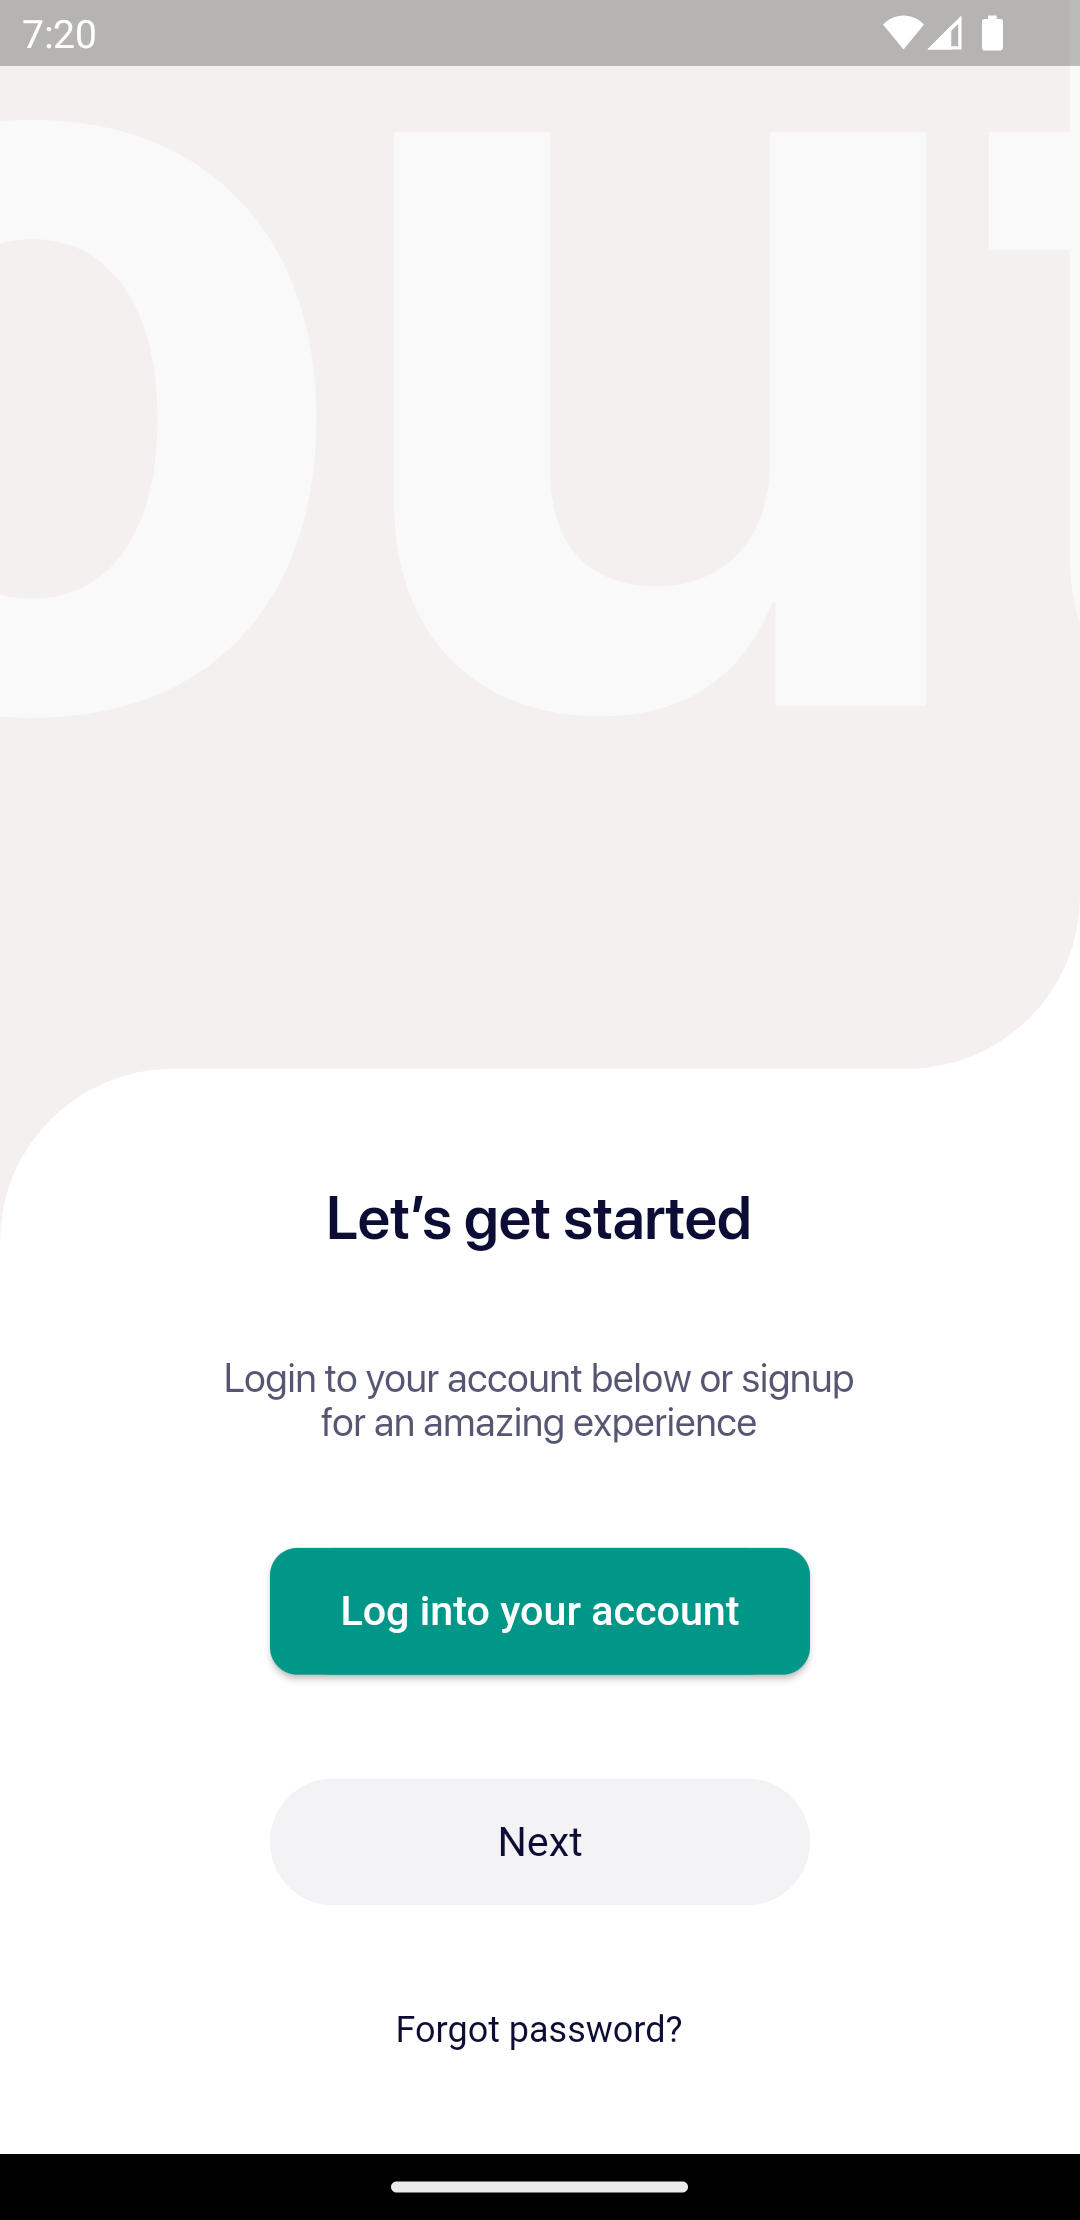 7:20
out
Let’s get started
Login to your account below or signup
for an amazing experience
Log into your account
Next
Forgot password?